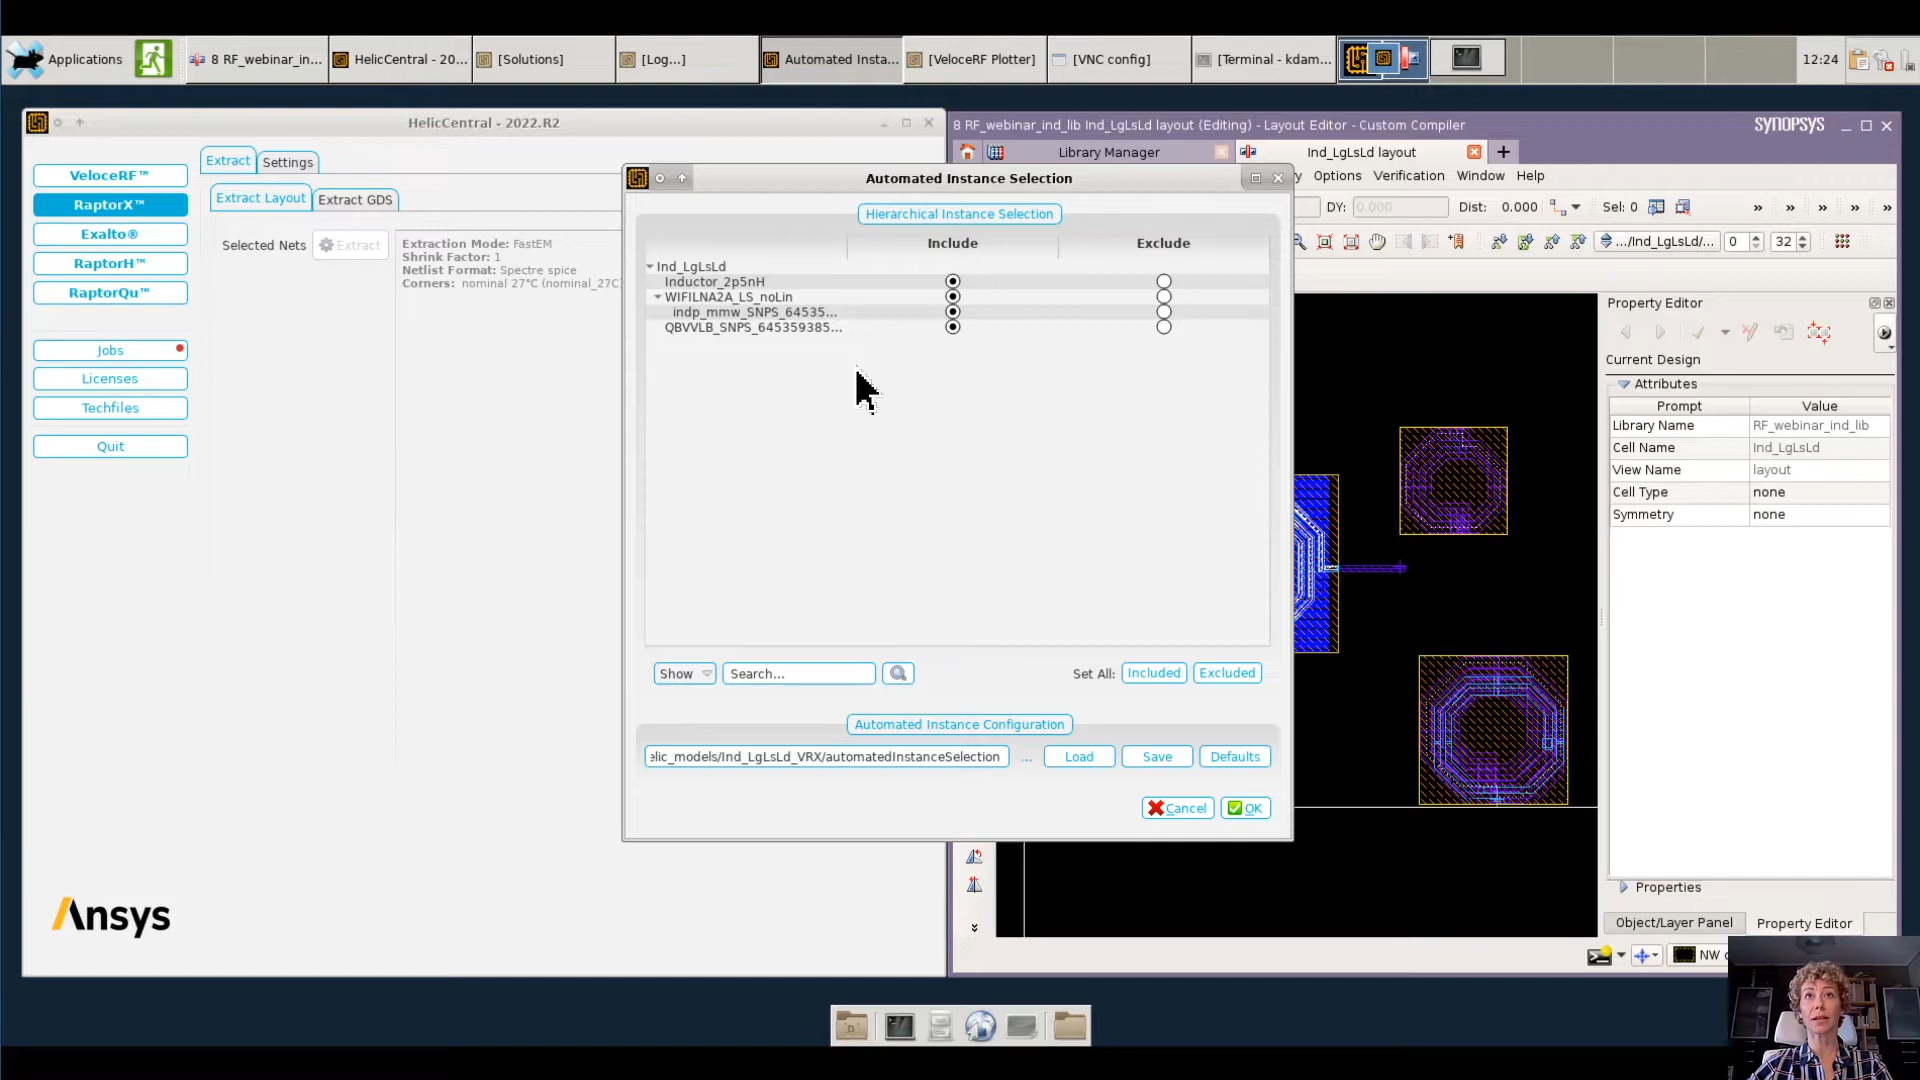 Applications
8 RF_webinar_in...
HelicCentral - 20...
[Solutions]
[Log...]
Automated Insta...
[VeloceRF Plotter]
[VNC config]
[Terminal - kdam...
12:24
HelicCentral - 2022.R2
VeloceRF™
RaptorX™
Exalto®
RaptorH™
RaptorQu™
Jobs
Licenses
Techfiles
Quit
Ansys
Extract
Settings
Extract Layout
Extract GDS
Selected Nets
Extract
Extraction Mode: FastEM
Shrink Factor: 1
Netlist Format: Spectre spice
Corners: nominal 27°C (nominal_27C
Automated Instance Selection
Hierarchical Instance Selection
Include
Exclude
Ind_LgLsLd
Inductor_2p5nH
WIFILNA2A_LS_noLin
indp_mmw_SNPS_64535...
QBVVLB_SNPS_645359385...
Show
Search...
Set All:
Included
Excluded
Automated Instance Configuration
elic_models/Ind_LgLsLd_VRX/automatedInstanceSelection
...
Load
Save
Defaults
Cancel
OK
8 RF_webinar_ind_lib Ind_LgLsLd layout (Editing) - Layout Editor - Custom Compiler
SYNOPSYS
Library Manager
Ind_LgLsLd layout
Options
Verification
Window
Help
DY:
0.000
Dist: 0.000
Sel: 0
.../Ind_LgLsLd/...
0
32
Property Editor
Current Design
Attributes
Prompt
Value
Library Name
RF_webinar_ind_lib
Cell Name
Ind_LgLsLd
View Name
layout
Cell Type
none
Symmetry
none
Properties
Object/Layer Panel
Property Editor
NW